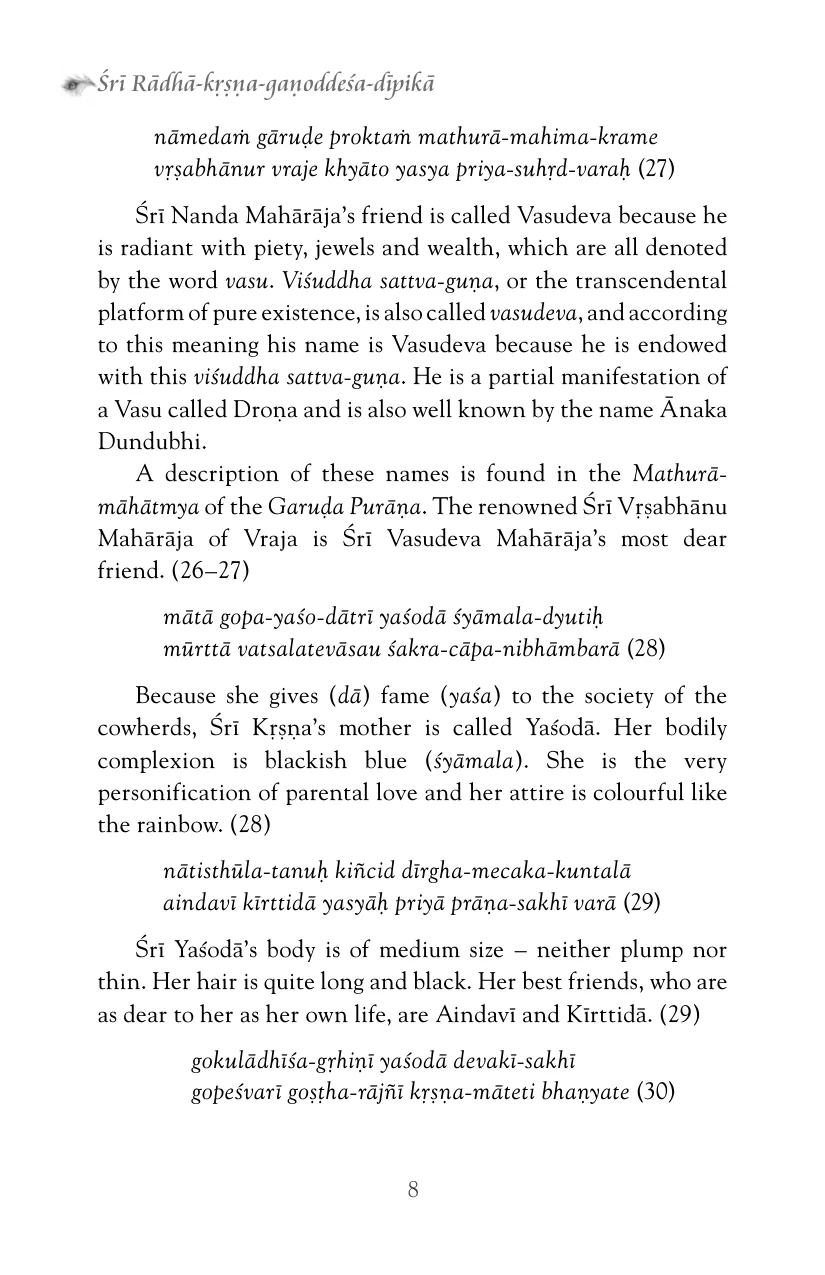 Śrī Rādhā-kṛṣṇa-gaṇoddeśa-dīpikā
nāmedaṁ gāruḍe proktaṁ mathurā-mahima-krame
vṛṣabhānur vraje khyāto yasya priya-suhṛd-varaḥ (27)
Śrī Nanda Mahārāja’s friend is called Vasudeva because he
is radiant with piety, jewels and wealth, which are all denoted
by the word vasu. Viśuddha sattva-guṇa, or the transcendental
platform of pure existence, is also called vasudeva, and according
to this meaning his name is Vasudeva because he is endowed
with this viśuddha sattva-guṇa. He is a partial manifestation of
a Vasu called Droṇa and is also well known by the name Ānaka
Dundubhi.
A description of these names is found in the Mathurā-
māhātmya of the Garuḍa Purāṇa. The renowned Śrī Vṛṣabhānu
Mahārāja of Vraja is Śrī Vasudeva Mahārāja’s most dear
friend. (26–27)
mātā gopa-yaśo-dātrī yaśodā śyāmala-dyutiḥ
mūrttā vatsalatevāsau śakra-cāpa-nibhāmbarā (28)
Because she gives (dā) fame (yaśa) to the society of the
cowherds, Śrī Kṛṣṇa’s mother is called Yaśodā. Her bodily
complexion is blackish blue (śyāmala). She is the very
personification of parental love and her attire is colourful like
the rainbow. (28)
nātisthūla-tanuḥ kiñcid dīrgha-mecaka-kuntalā
aindavī kīrttidā yasyāḥ priyā prāṇa-sakhī varā (29)
Śrī Yaśodā’s body is of medium size – neither plump nor
thin. Her hair is quite long and black. Her best friends, who are
as dear to her as her own life, are Aindavī and Kīrttidā. (29)
gokulādhīśa-gṛhiṇī yaśodā devakī-sakhī
gopeśvarī goṣṭha-rājñī kṛṣṇa-māteti bhaṇyate (30)
8